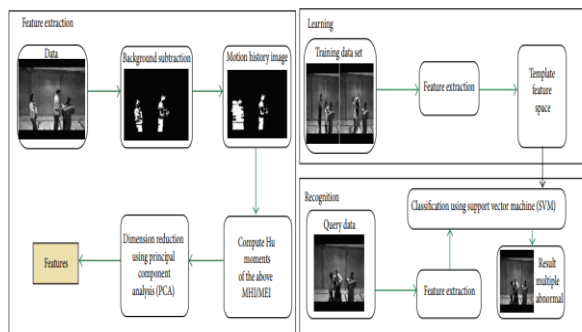 Feature extraction
Data
Background subtraction
Motion history image
Features
Dimension reduction
using principal
component
analysis (PCA)
Compute Hu
moments
of the above
MHI/MEI
Learning
Training data set
Feature extraction
Template
feature
space
Recognition
Query data
Feature extraction
Classification using support vector machine (SVM)
Result
multiple
abnormal